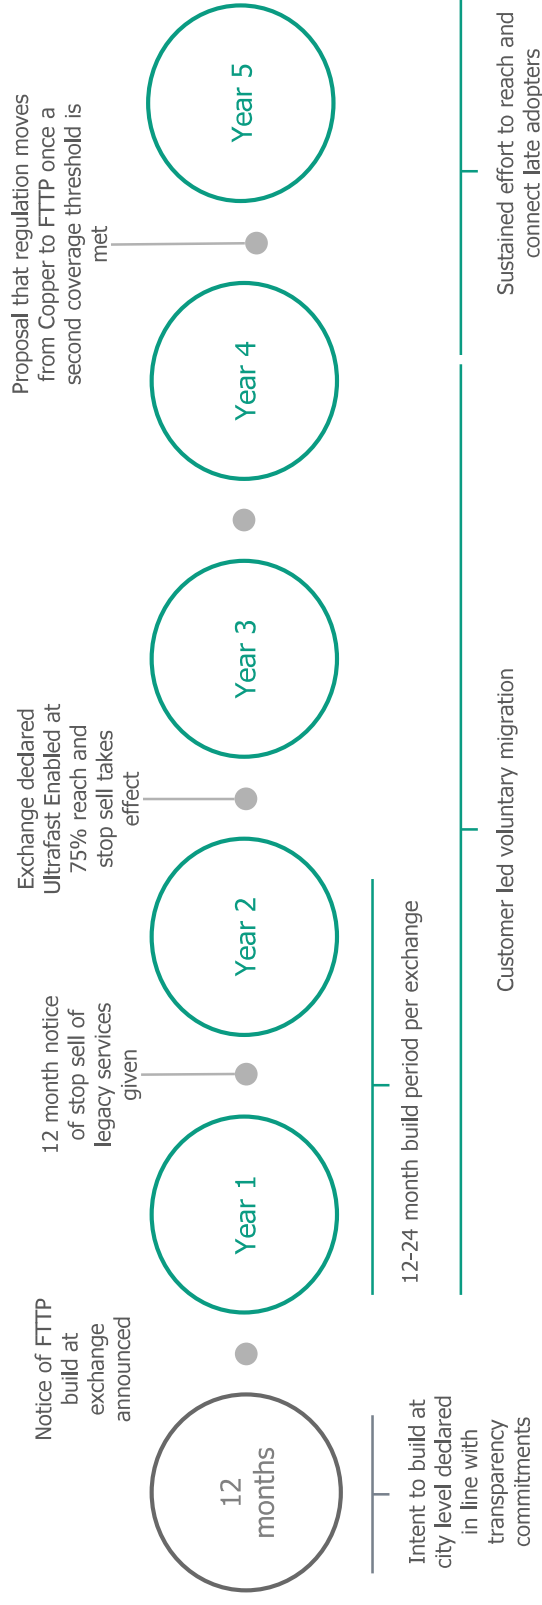 Notice of FTTP
build at
exchange
announced
12 month notice
of stop sell of
legacy services
given
Exchange declared
Ultrafast Enabled at
75% reach and
stop sell takes
effect
Proposal that regulation moves
from Copper to FTTP once a
second coverage threshold is
met
12
months
Year 1
Year 2
Year 3
Year 4
Year 5
Intent to build at
city level declared
in line with
transparency
commitments
12-24 month build period per exchange
Customer led voluntary migration
Sustained effort to reach and
connect late adopters